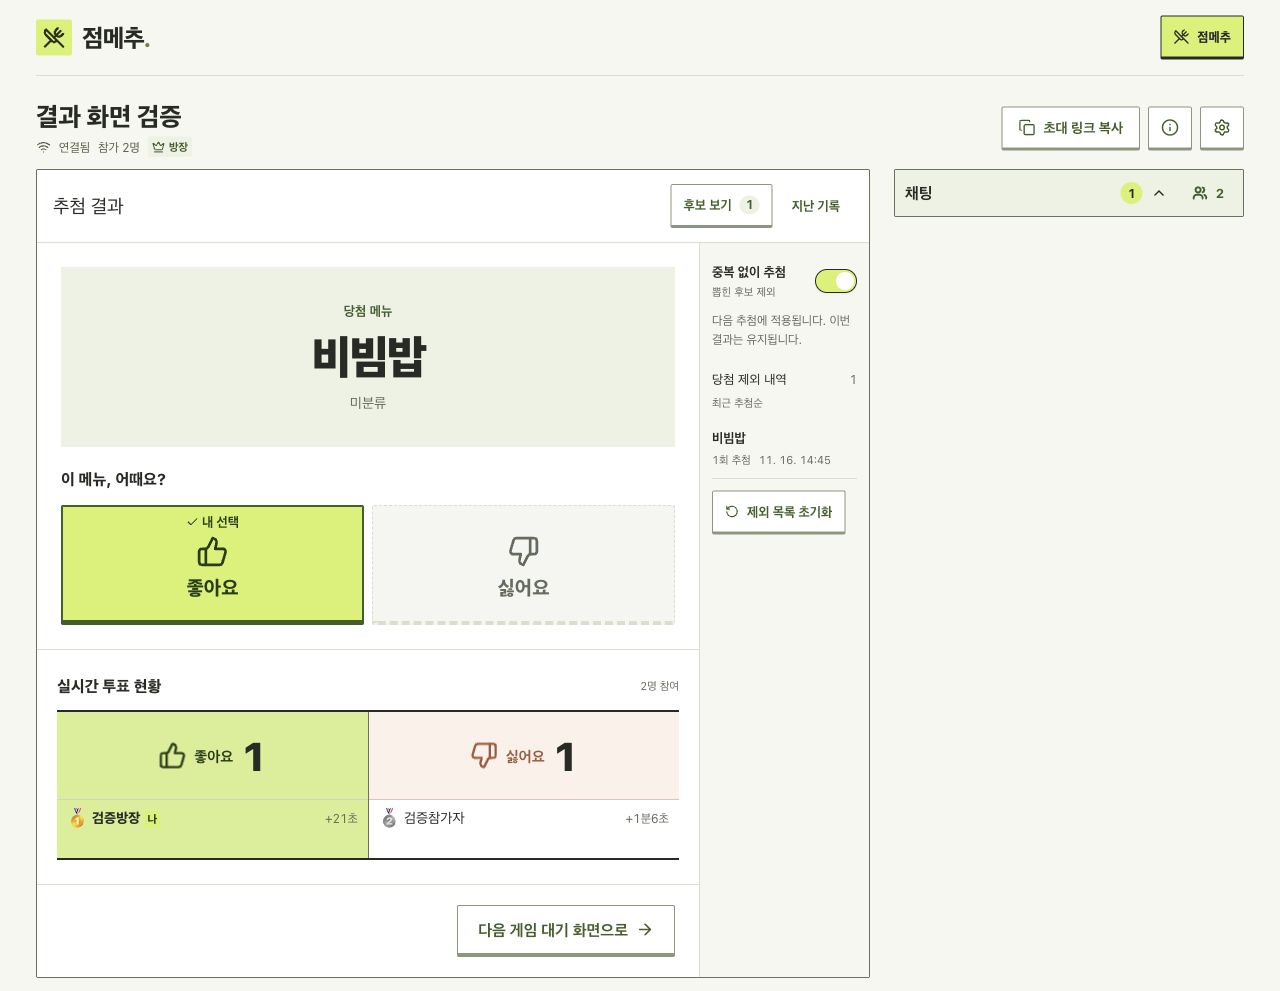 점메추.
점메추
결과 화면 검증
연결됨 참가 2명 방장
초대 링크 복사
추첨 결과
후보 보기 1
지난 기록
채팅
1
2
당첨 메뉴
비빔밥
미분류
이 메뉴, 어때요?
내 선택
좋아요
싫어요
중복 없이 추첨
뽑힌 후보 제외
다음 추첨에 적용됩니다. 이번
결과는 유지됩니다.
당첨 제외 내역 1
최근 추첨순
비빔밥
1회 추첨 11. 16. 14:45
제외 목록 초기화
실시간 투표 현황
2명 참여
좋아요 1
싫어요 1
1 검증방장 나 +21초
2 검증참가자 +1분6초
다음 게임 대기 화면으로